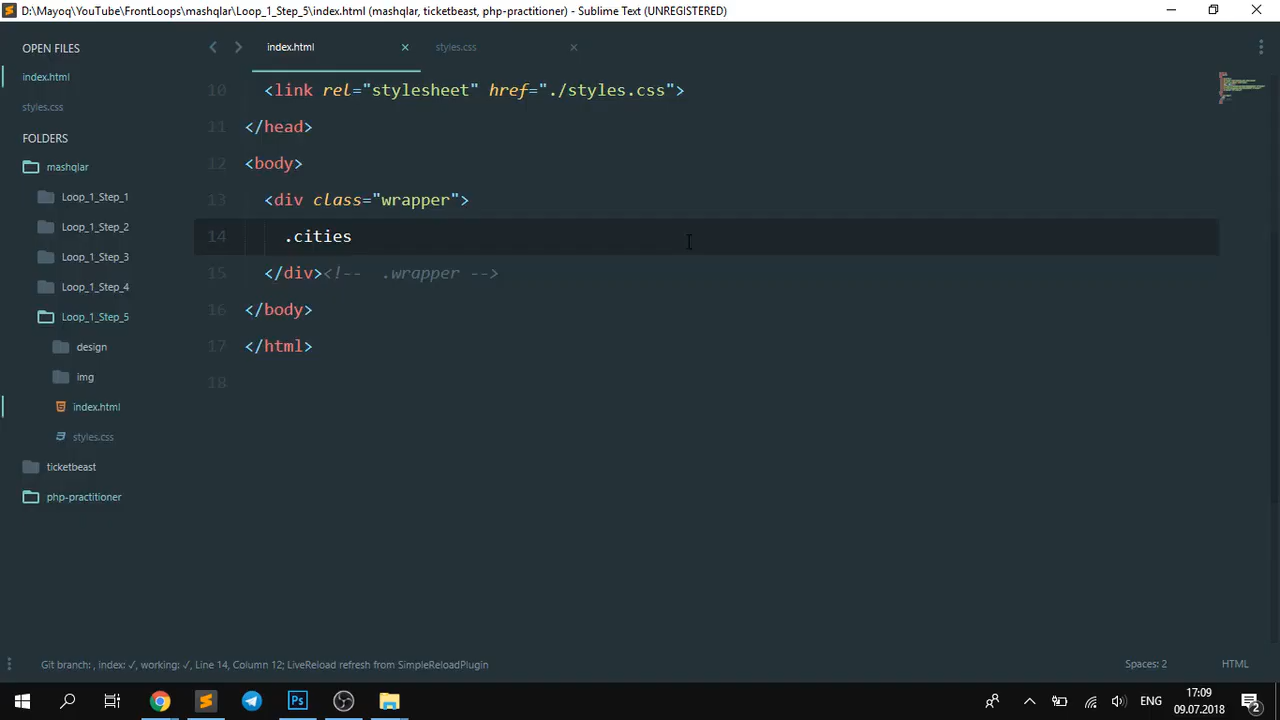 D:\Mayoq\YouTube\FrontLoops\mashqlar\Loop_1_Step_5\index.html (mashqlar, ticketbeast, php-practitioner) - Sublime Text (UNREGISTERED)
OPEN FILES
index.html
styles.css
FOLDERS
mashqlar
Loop_1_Step_1
Loop_1_Step_2
Loop_1_Step_3
Loop_1_Step_4
Loop_1_Step_5
design
img
index.html
styles.css
ticketbeast
php-practitioner
index.html
styles.css
10 <link rel="stylesheet" href="./styles.css">
11 </head>
12 <body>
13 <div class="wrapper">
14 .cities
15 </div><!--  .wrapper -->
16 </body>
17 </html>
18
Git branch: , index: ✓, working: ✓, Line 14, Column 12; LiveReload refresh from SimpleReloadPlugin
Spaces: 2
HTML
Ps
ENG
17:09
09.07.2018
2